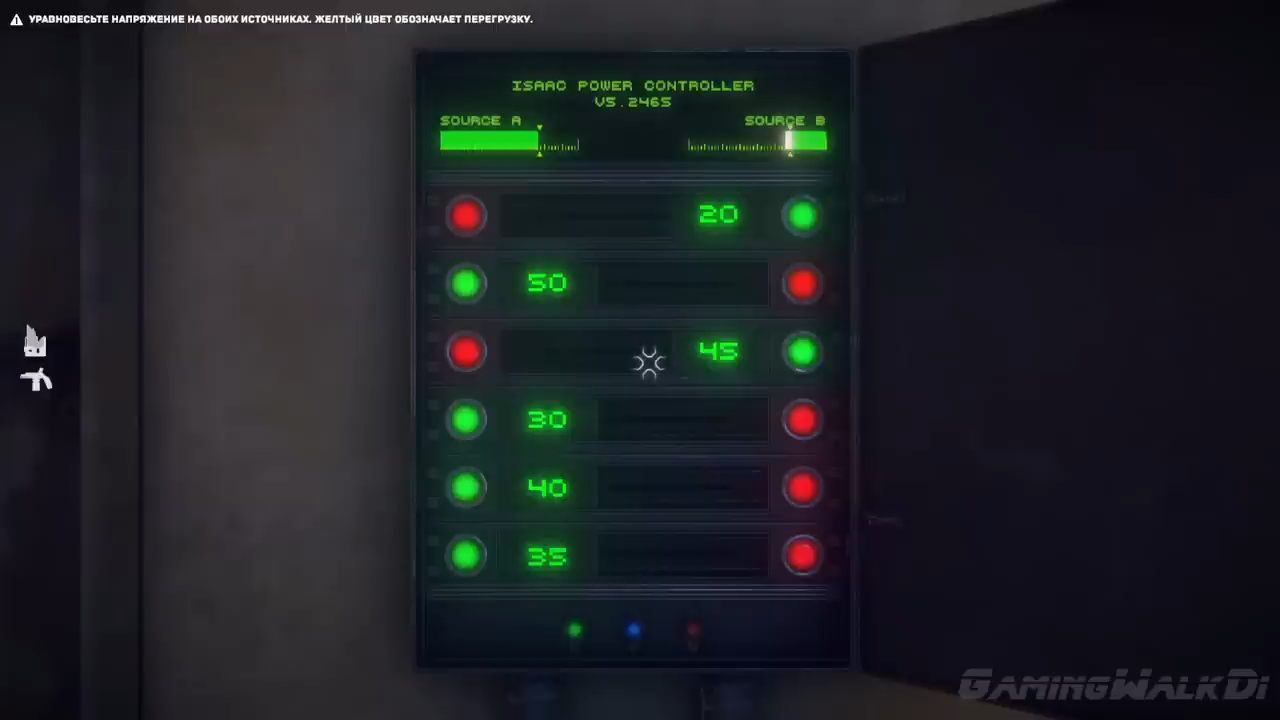 УРАВНОВЕСЬТЕ НАПРЯЖЕНИЕ НА ОБОИХ ИСТОЧНИКАХ. ЖЕЛТЫЙ ЦВЕТ ОБОЗНАЧАЕТ ПЕРЕГРУЗКУ.
ISAAC POWER CONTROLLER
V5.2465
SOURCE A SOURCE B
20
50
45
30
40
35
GAMINGWALKDI